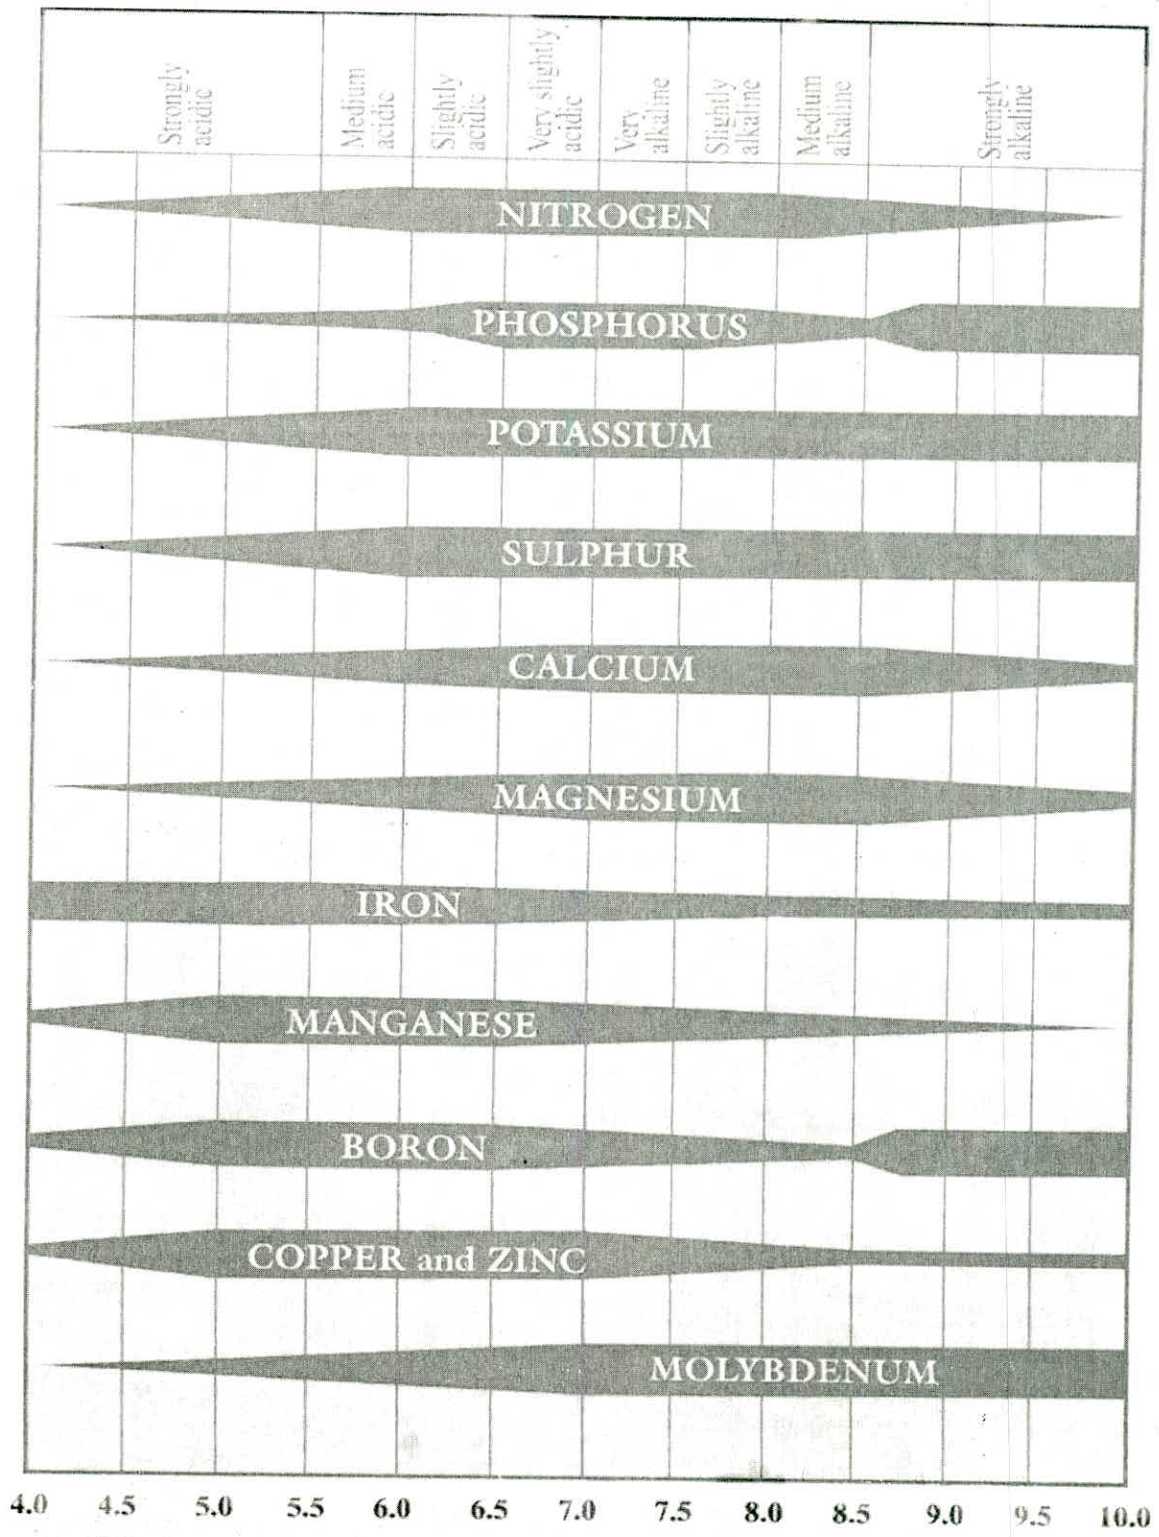 Strongly
acidic
Medium
acidic
Slightly
acidic
Very slightly
acidic
Very
alkaline
Slightly
alkaline
Medium
alkaline
Strongly
alkaline
NITROGEN
PHOSPHORUS
POTASSIUM
SULPHUR
CALCIUM
MAGNESIUM
IRON
MANGANESE
BORON
COPPER and ZINC
MOLYBDENUM
4.0 4.5 5.0 5.5 6.0 6.5 7.0 7.5 8.0 8.5 9.0 9.5 10.0